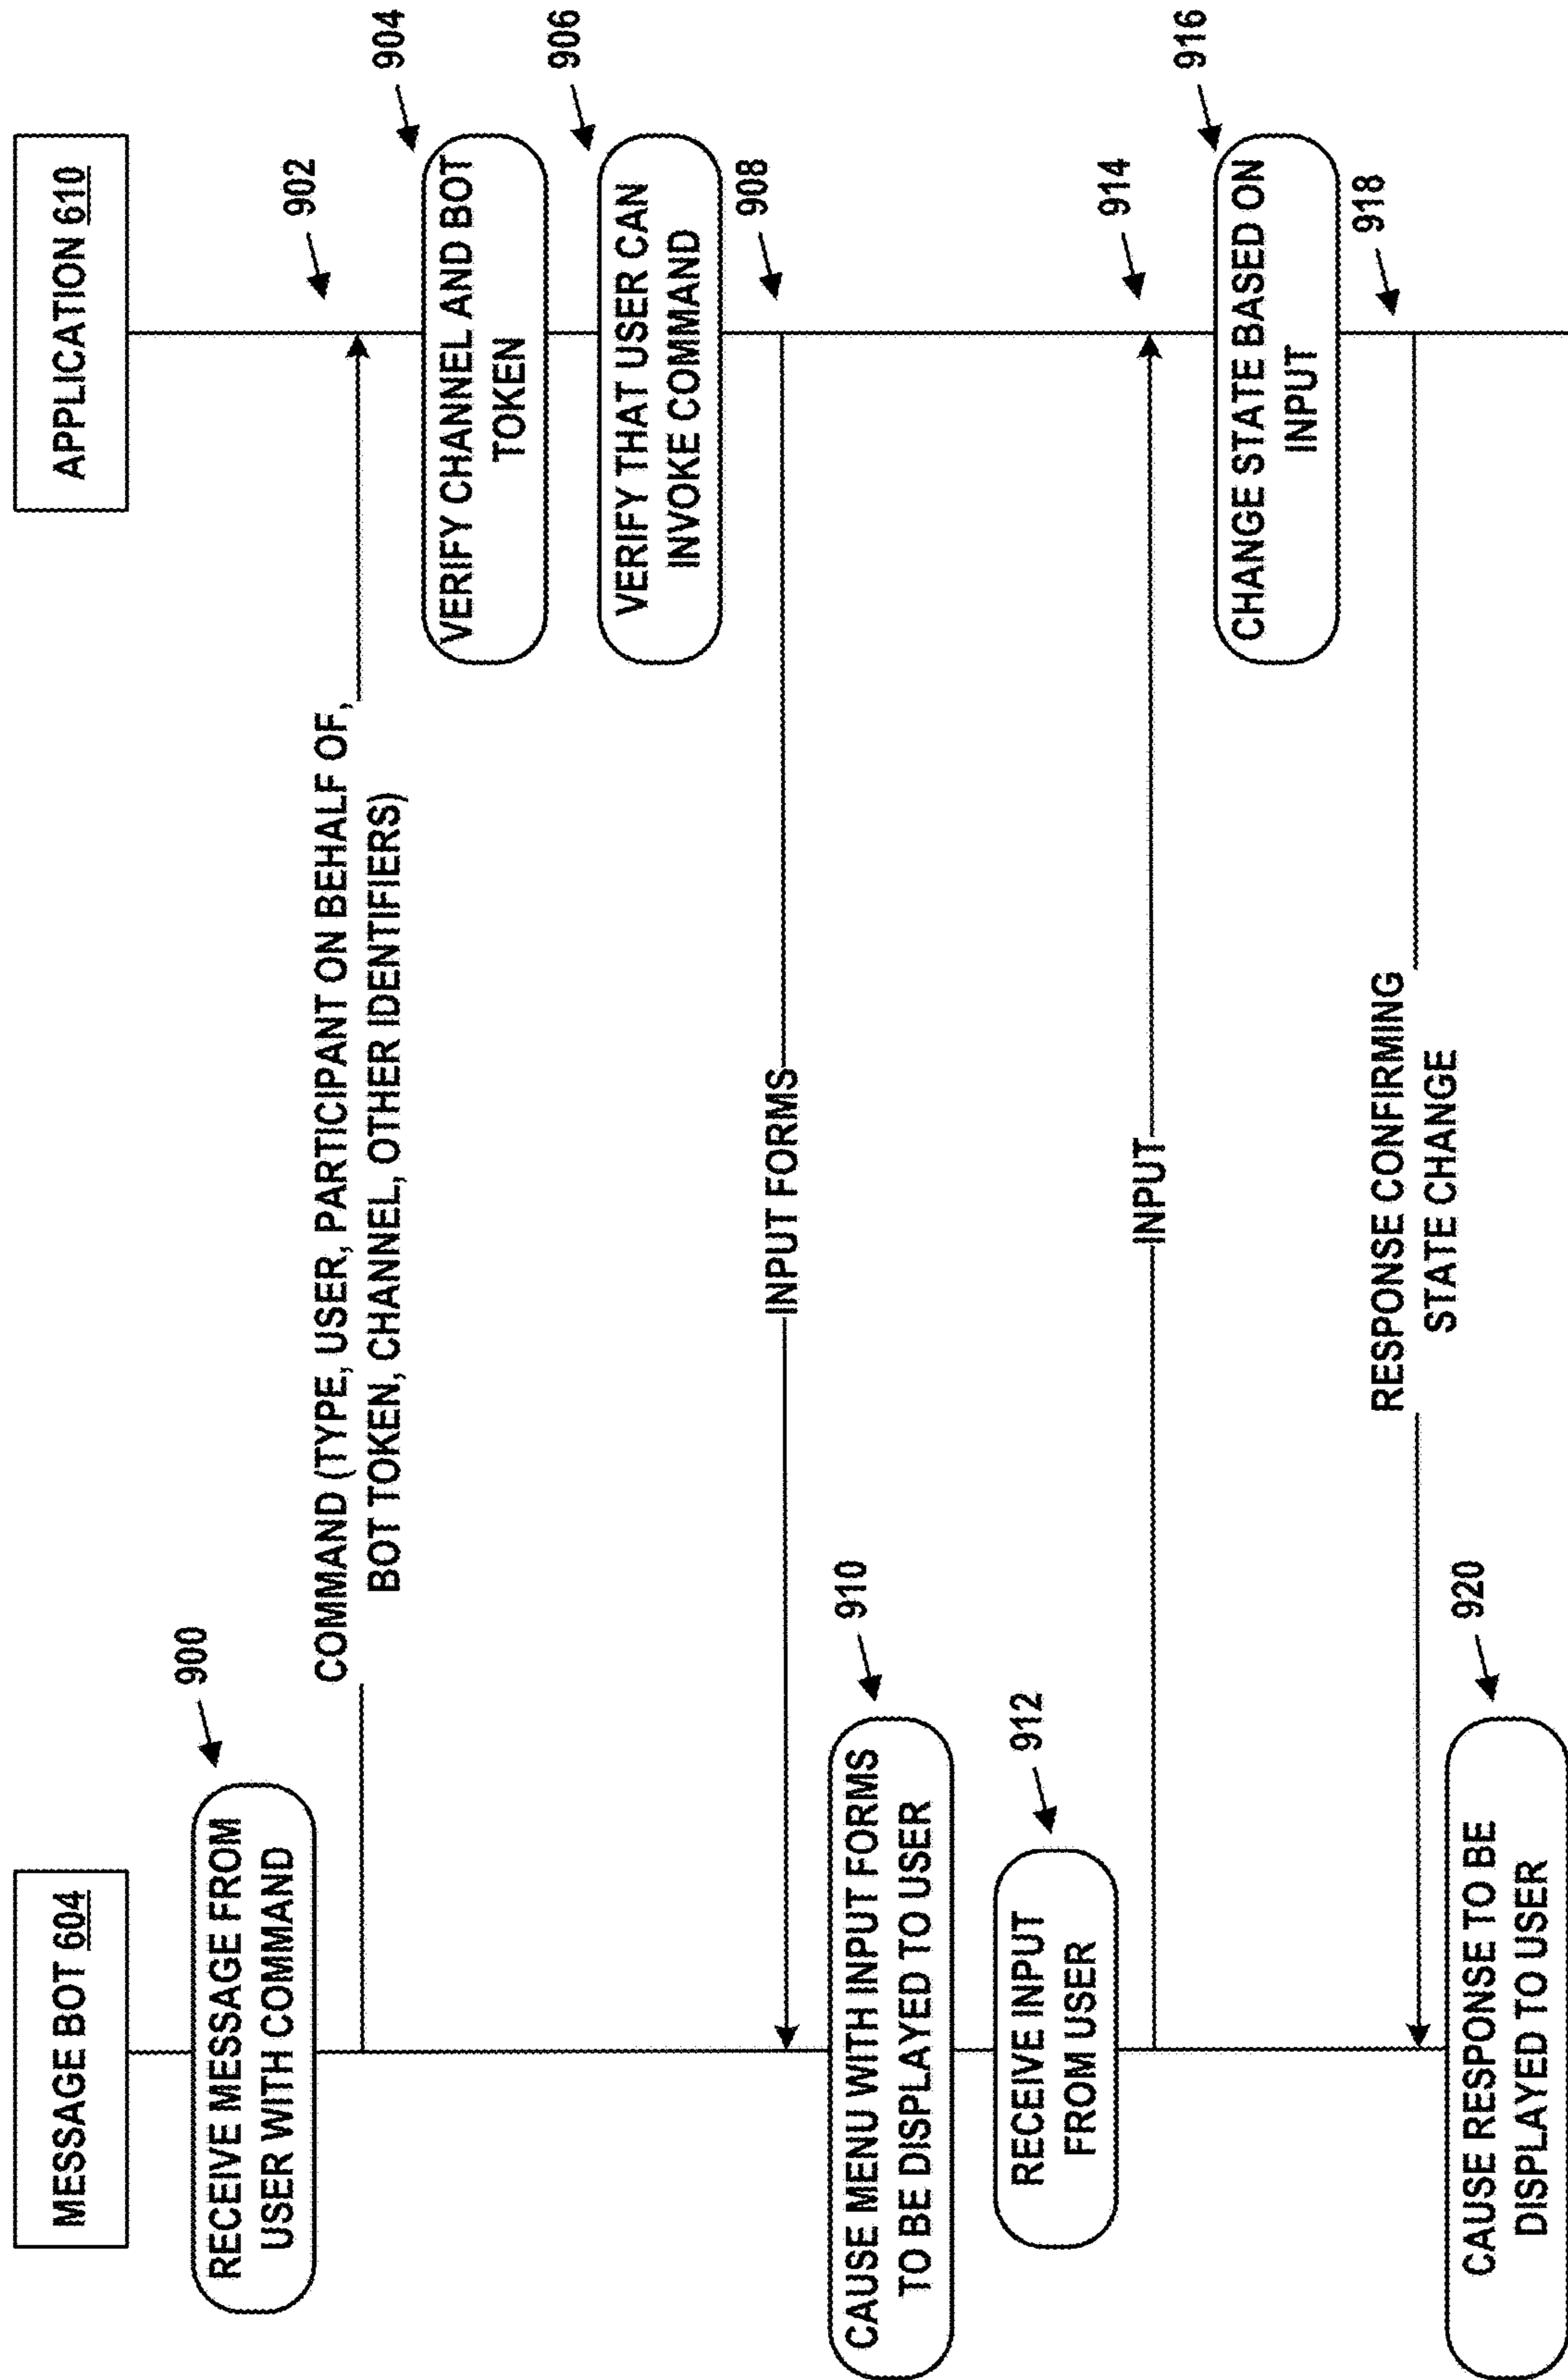 MESSAGE BOT 604
APPLICATION 610
900
RECEIVE MESSAGE FROM
USER WITH COMMAND
902
COMMAND (TYPE, USER, PARTICIPANT ON BEHALF OF,
BOT TOKEN, CHANNEL, OTHER IDENTIFIERS)
904
VERIFY CHANNEL AND BOT
TOKEN
906
VERIFY THAT USER CAN
INVOKE COMMAND
908
INPUT FORMS
910
CAUSE MENU WITH INPUT FORMS
TO BE DISPLAYED TO USER
912
RECEIVE INPUT
FROM USER
914
INPUT
916
CHANGE STATE BASED ON
INPUT
918
RESPONSE CONFIRMING
STATE CHANGE
920
CAUSE RESPONSE TO BE
DISPLAYED TO USER